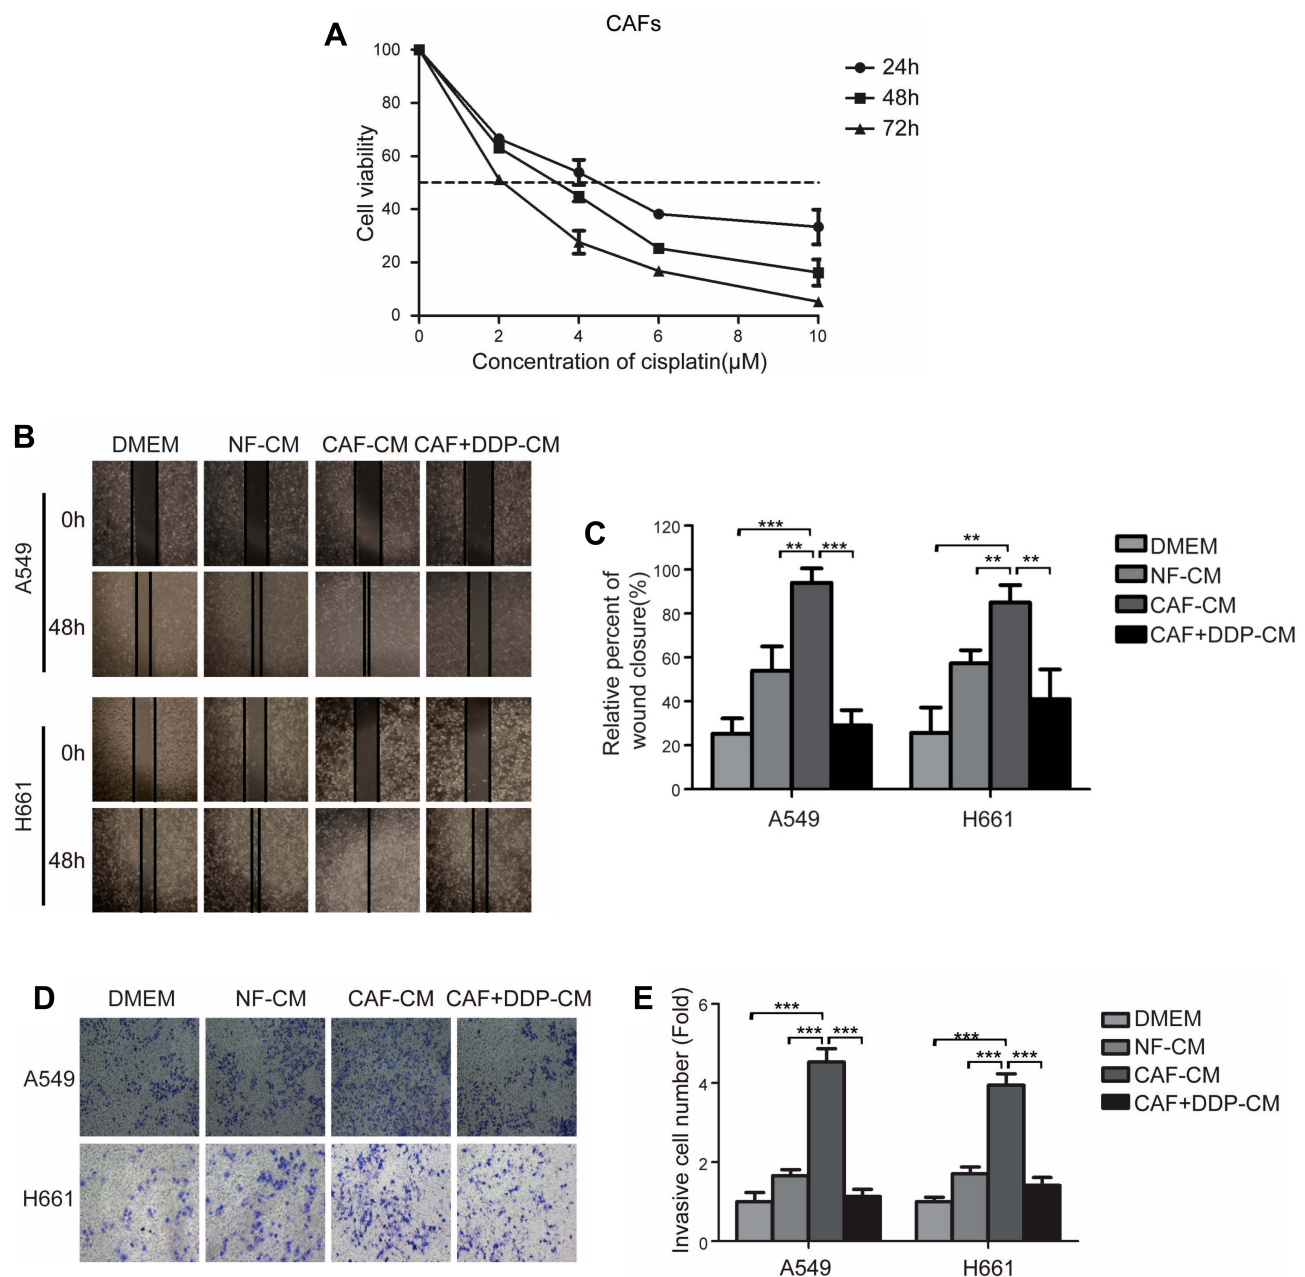 A
CAFs
Cell viability
100
80
60
40
20
0
0 2 4 6 8 10
Concentration of cisplatin(µM)
24h
48h
72h
B
DMEM NF-CM CAF-CM CAF+DDP-CM
A549
0h
48h
H661
0h
48h
C
Relative percent of
wound closure(%)
120
100
80
60
40
20
0
*** ** ***
** ** **
A549 H661
DMEM
NF-CM
CAF-CM
CAF+DDP-CM
D
DMEM NF-CM CAF-CM CAF+DDP-CM
A549
H661
E
Invasive cell number (Fold)
6
4
2
0
*** *** ***
*** *** ***
A549 H661
DMEM
NF-CM
CAF-CM
CAF+DDP-CM